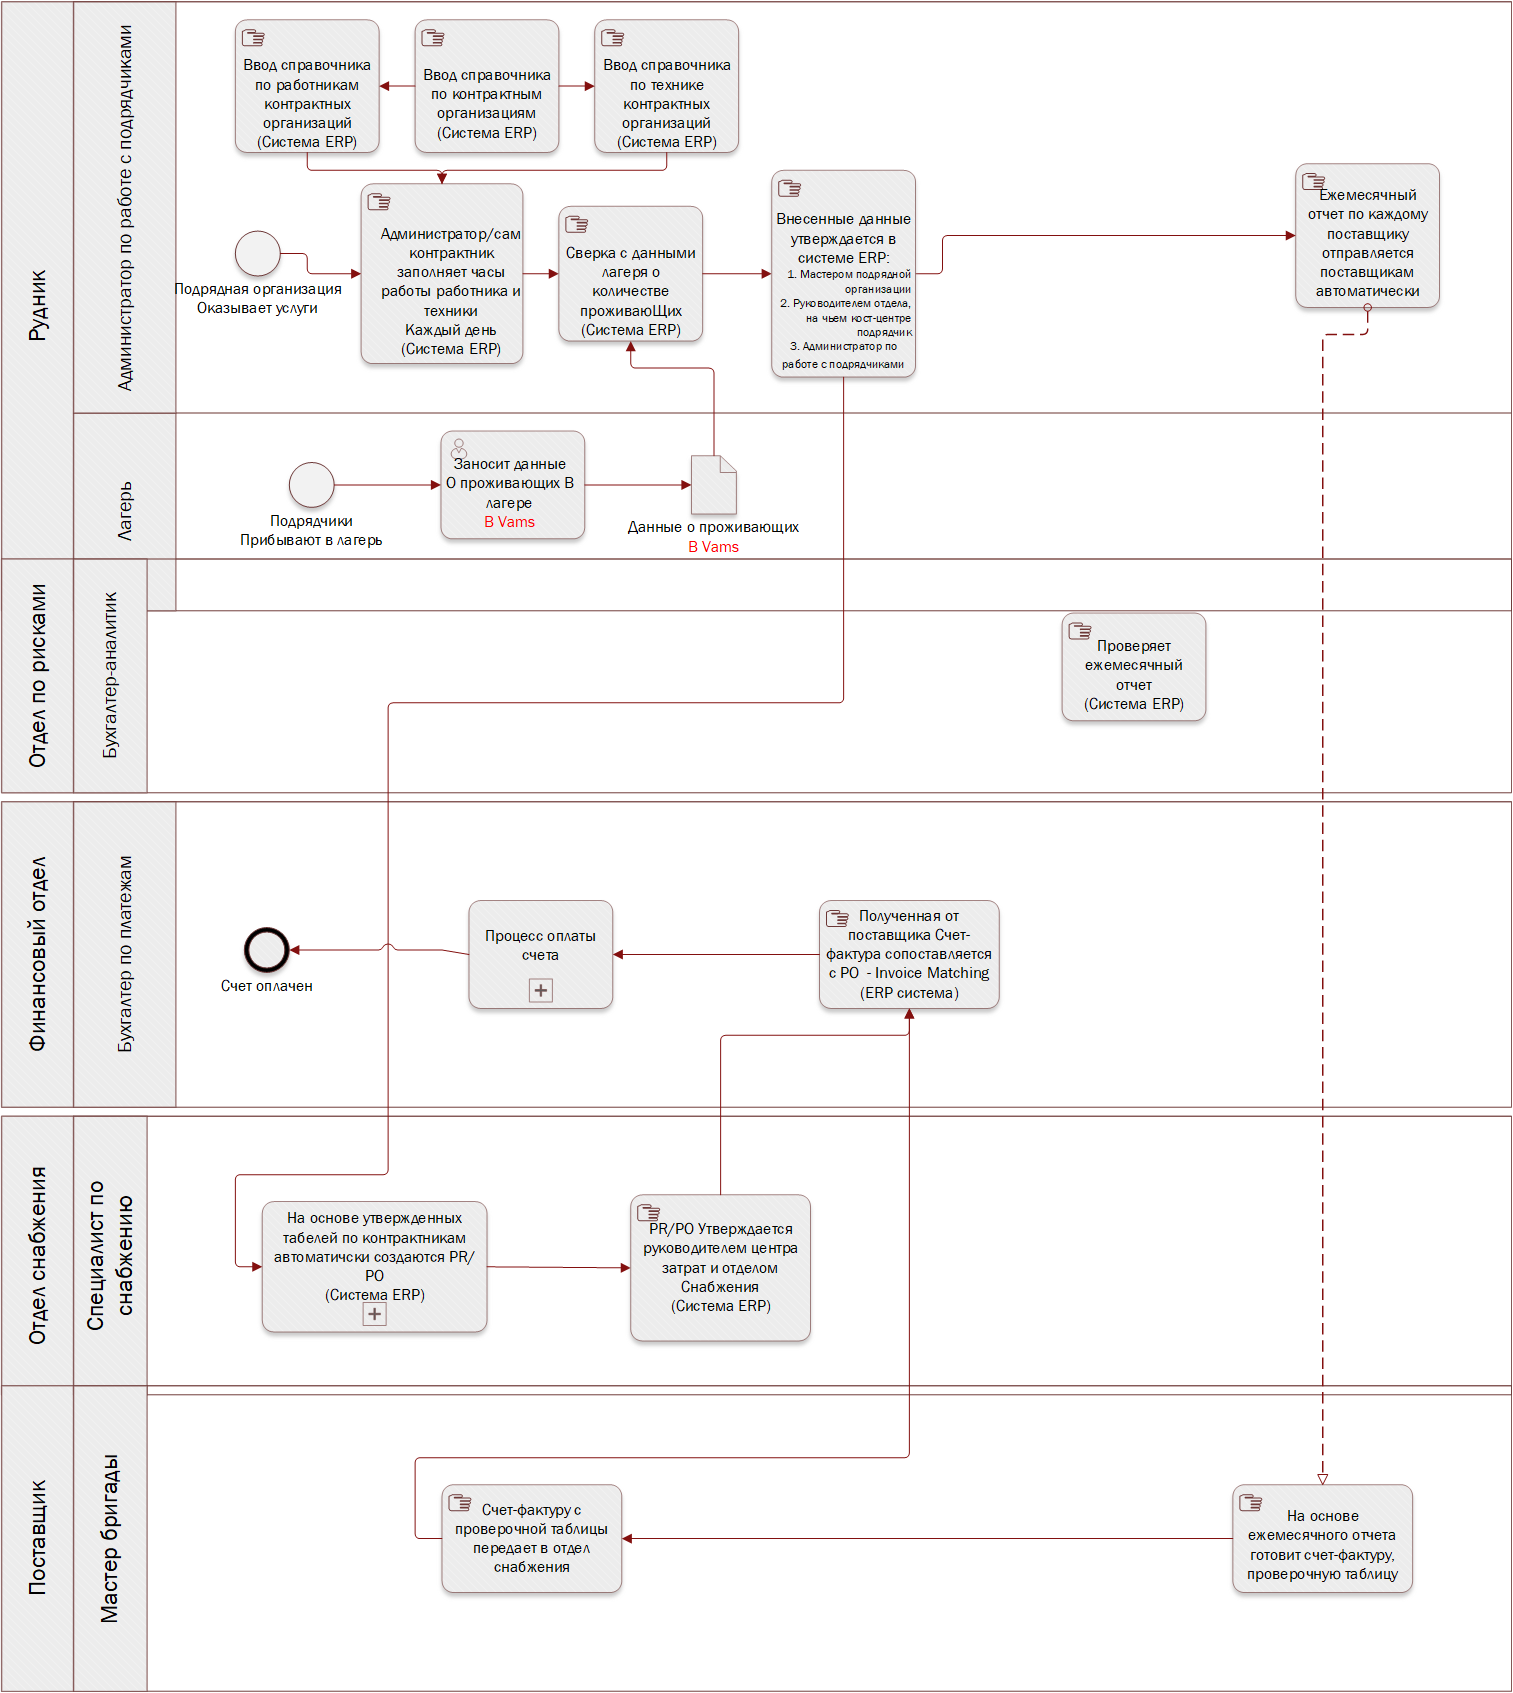 Рудник
Администратор по работе с подрядчиками
Ввод справочника
по работникам
контрактных
организаций
(Система ERP)
Ввод справочника
по контрактным
организациям
(Система ERP)
Ввод справочника
по технике
контрактных
организаций
(Система ERP)
Подрядная организация
Оказывает услуги
Администратор/сам
контрактник
заполняет часы
работы работника и
техники
Каждый день
(Система ERP)
Сверка с данными
лагеря о
количестве
проживаюЩих
(Система ERP)
Внесенные данные
утверждается в
системе ERP:
1. Мастером подрядной
организации
2. Руководителем отдела,
на чьем кост-центре
подрядчик
3. Администратор по
работе с подрядчиками
Ежемесячный
отчет по каждому
поставщику
отправляется
поставщикам
автоматически
Лагерь
Подрядчики
Прибывают в лагерь
Заносит данные
О проживающих В
лагере
В Vams
Данные о проживающих
В Vams
Отдел по рисками
Бухгалтер-аналитик
Проверяет
ежемесячный
отчет
(Система ERP)
Финансовый отдел
Бухгалтер по платежам
Счет оплачен
Процесс оплаты
счета
Полученная от
поставщика Счет-
фактура сопоставляется
с PO - Invoice Matching
(ERP система)
Отдел снабжения
Специалист по
снабжению
На основе утвержденных
табелей по контрактникам
автоматичски создаются PR/
PO
(Система ERP)
PR/PO Утверждается
руководителем центра
затрат и отделом
Снабжения
(Система ERP)
Поставщик
Мастер бригады
Счет-фактуру с
проверочной таблицы
передает в отдел
снабжения
На основе
ежемесячного отчета
готовит счет-фактуру,
проверочную таблицу